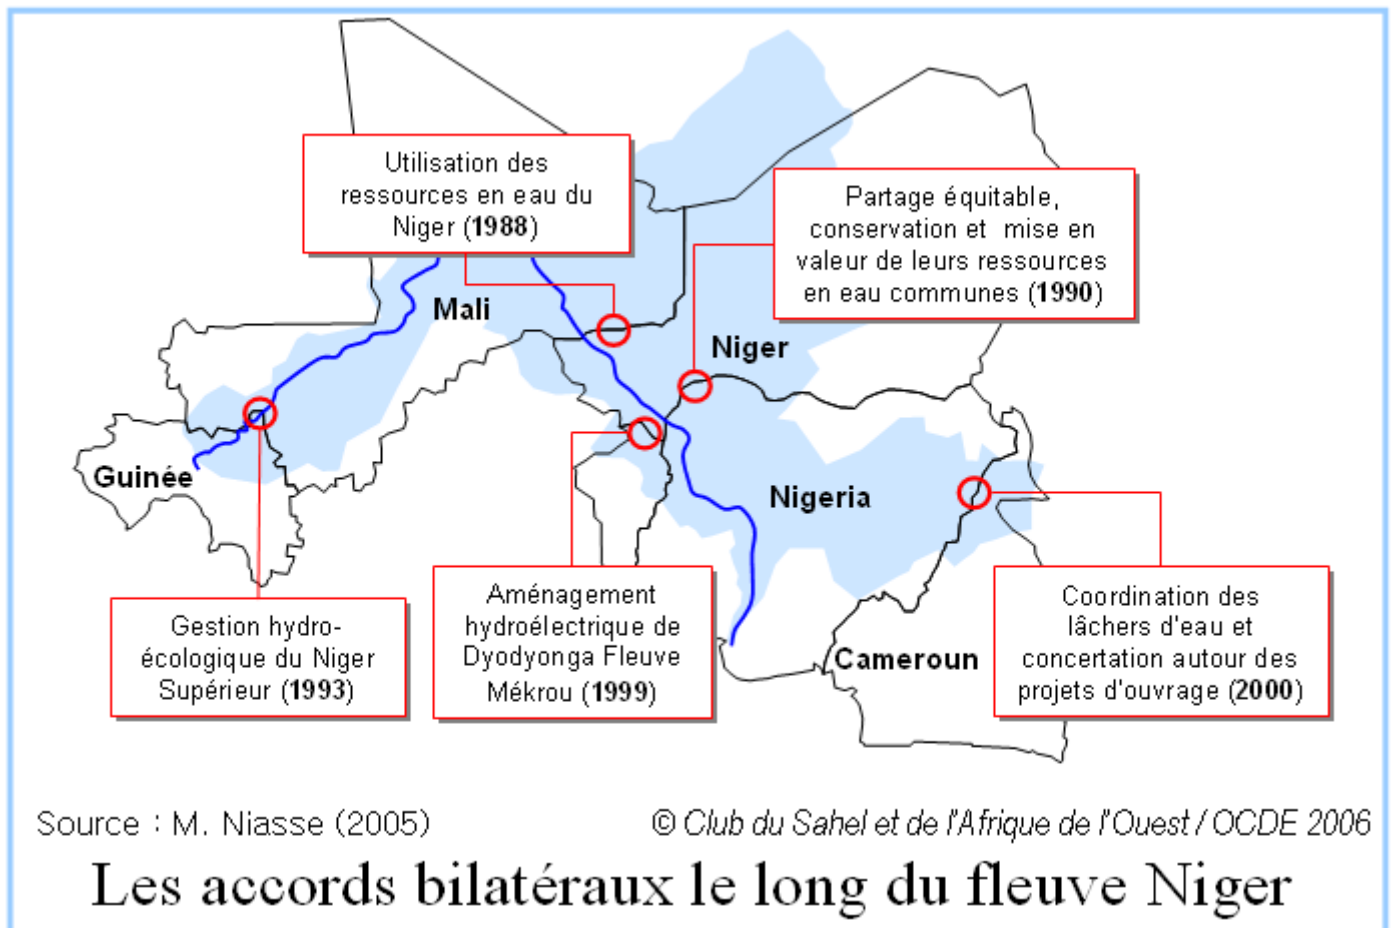 Utilisation des
ressources en eau du
Niger (1988)
Partage équitable,
conservation et mise en
valeur de leurs ressources
en eau communes (1990)
Mali
Niger
Guinée
Nigeria
Cameroun
Gestion hydro-
écologique du Niger
Supérieur (1993)
Aménagement
hydroélectrique de
Dyodyonga Fleuve
Mékrou (1999)
Coordination des
lâchers d'eau et
concertation autour des
projets d'ouvrage (2000)
Source : M. Niasse (2005)
© Club du Sahel et de l'Afrique de l'Ouest / OCDE 2006
Les accords bilatéraux le long du fleuve Niger